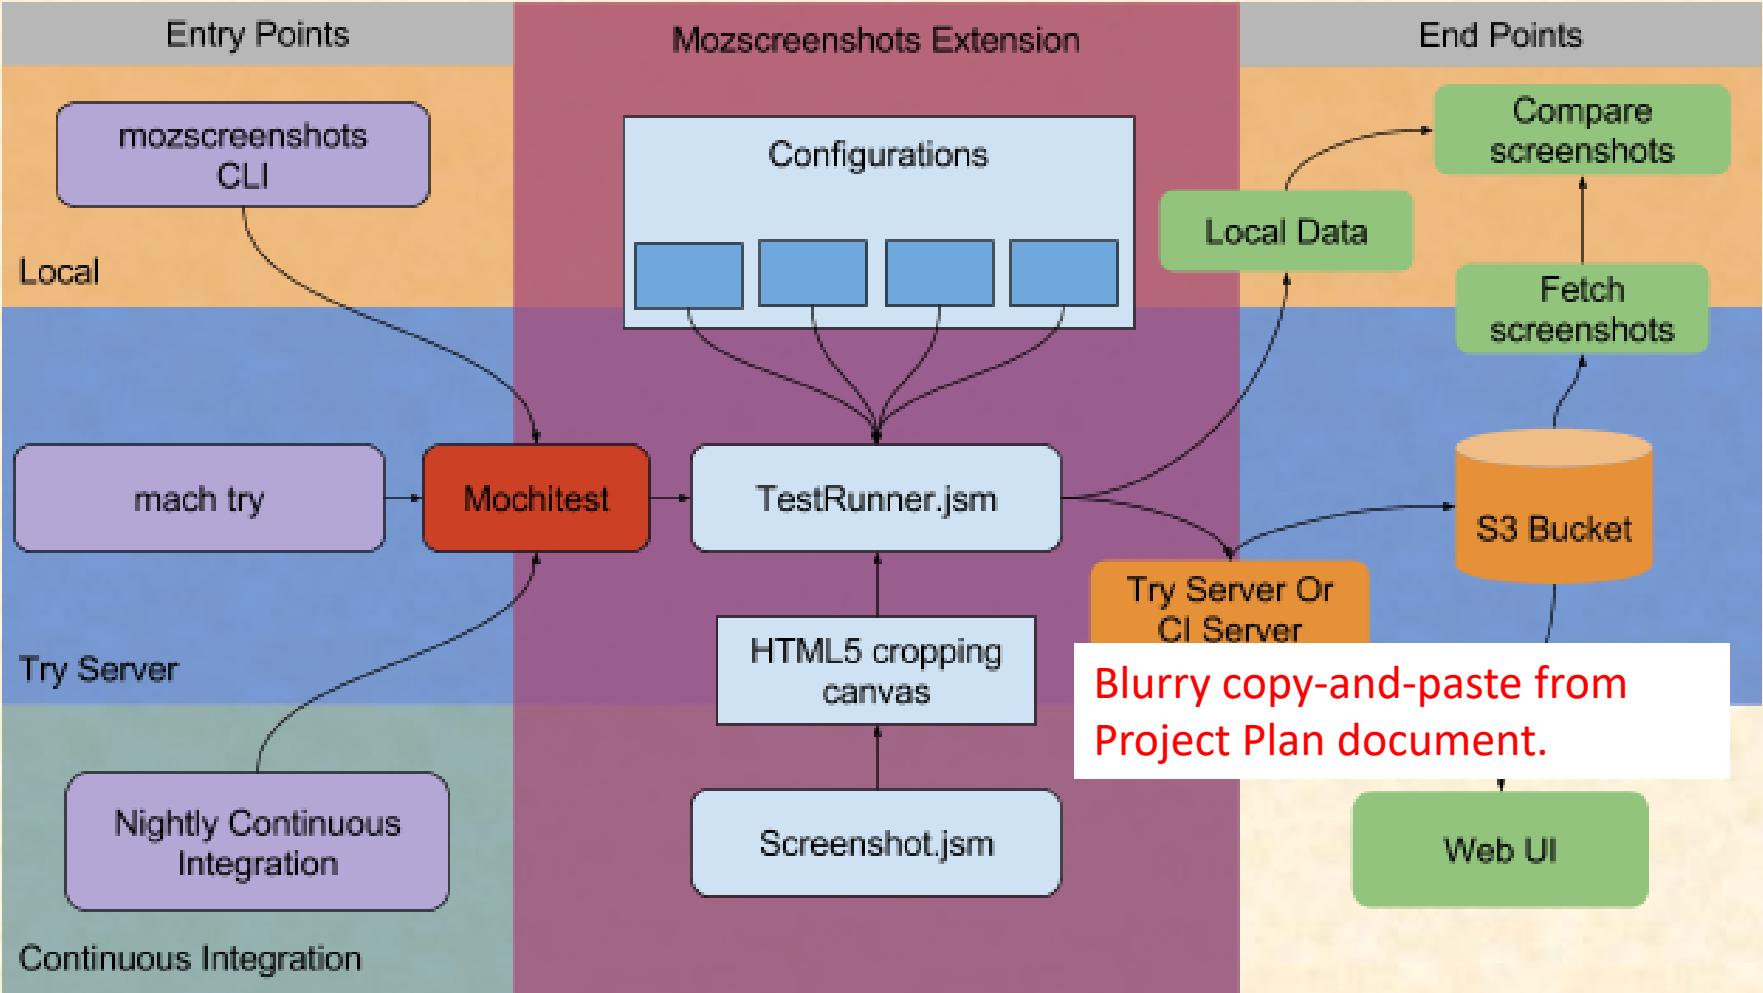 Entry Points
Mozscreenshots Extension
End Points
mozscreenshots
CLI
Configurations
Compare
screenshots
Local Data
Local
Fetch
screenshots
mach try
Mochitest
TestRunner.jsm
S3 Bucket
Try Server Or
CI Server
HTML5 cropping
canvas
Try Server
Blurry copy-and-paste from
Project Plan document.
Nightly Continuous
Integration
Screenshot.jsm
Web UI
Continuous Integration